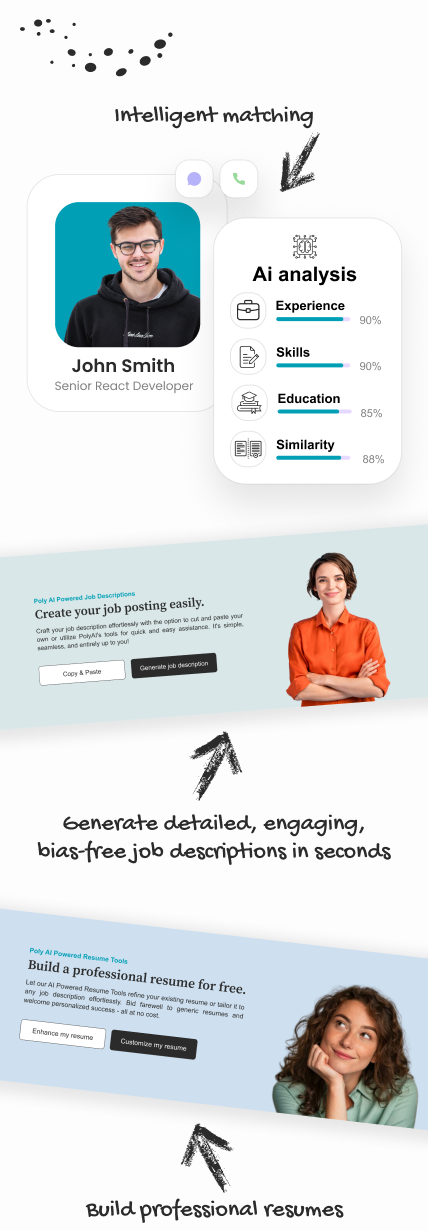 Intelligent matching
John Smith
Senior React Developer
Ai analysis
Experience
90%
Skills
90%
Education
85%
Similarity
88%
Poly AI Powered Job Descriptions
Create your job posting easily.
Craft your job description effortlessly with the option to cut and paste your
own or utilize PolyAI's tools for quick and easy assistance. It's simple,
seamless, and entirely up to you!
Copy & Paste
Generate job description
Generate detailed, engaging,
bias-free job descriptions in seconds
Poly AI Powered Resume Tools
Build a professional resume for free.
Let our AI Powered Resume Tools refine your existing resume or tailor it to
any job description effortlessly. Bid farewell to generic resumes and
welcome personalized success - all at no cost.
Enhance my resume
Customize my resume
Build professional resumes